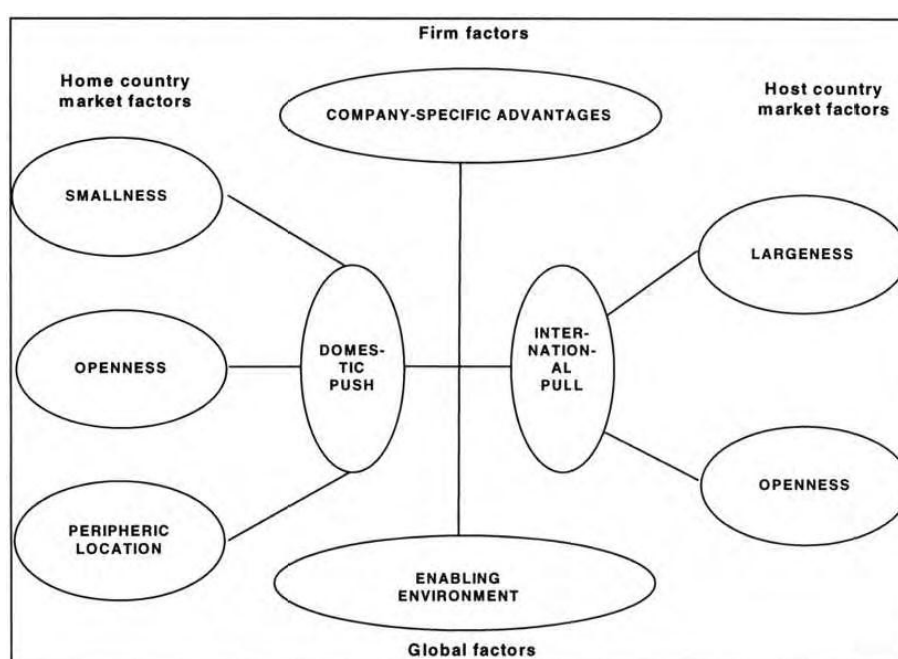 Firm factors
Home country
market factors
Host country
market factors
COMPANY-SPECIFIC ADVANTAGES
SMALLNESS
LARGENESS
OPENNESS
DOMES-
TIC
PUSH
INTER-
NATION-
AL
PULL
OPENNESS
PERIPHERIC
LOCATION
ENABLING
ENVIRONMENT
Global factors